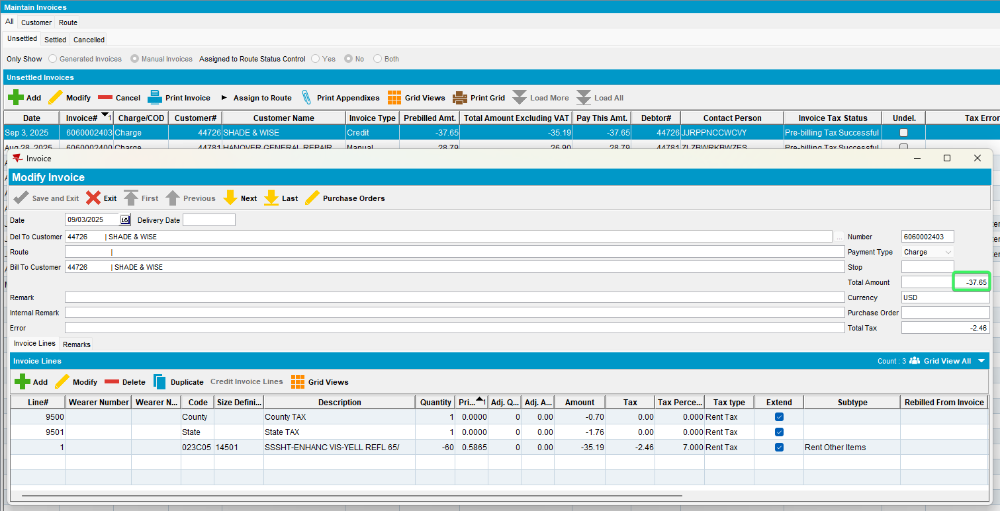 Maintain Invoices
All Customer Route
Unsettled Settled Cancelled
Only Show Generated Invoices Manual Invoices Assigned to Route Status Control Yes No Both
Unsettled Invoices
Add Modify Cancel Print Invoice Assign to Route Print Appendixes Grid Views Print Grid Load More Load All
Date Invoice# 1 Charge/COD Customer# Customer Name Invoice Type Prebilled Amt. Total Amount Excluding VAT Pay This Amt. Debtor# Contact Person Invoice Tax Status Undel. Tax Error
Sep 3, 2025 6060002403 Charge 44726 SHADE & WISE Credit -37.65 -35.19 -37.65 44726 JJRPPNCCWCVY Pre-billing Tax Successful
Aug 28, 2025 6060002400 Charge 44781 HANOVER GENERAL REPAIR Manual 28.79 26.90 28.79 44781 Pre-billing Tax Successful
Invoice
Modify Invoice
Save and Exit Exit First Previous Next Last Purchase Orders
Date 09/03/2025 16 Delivery Date
Del To Customer 44726 | SHADE & WISE ... Number 6060002403
Route | Payment Type Charge
Bill To Customer 44726 | SHADE & WISE Stop
Total Amount -37.65
Remark Currency USD
Internal Remark Purchase Order
Error Total Tax -2.46
Invoice Lines Remarks
Invoice Lines Count : 3 Grid View All
Add Modify Delete Duplicate Credit Invoice Lines Grid Views
Line# Wearer Number Wearer N... Code Size Defini... Description Quantity Pri... 1 Adj. Q... Adj. A... Amount Tax Tax Perce... Tax type Extend Subtype Rebilled From Invoice
9500 County County TAX 1 0.0000 0 0.00 -0.70 0.00 0.000 Rent Tax
9501 State State TAX 1 0.0000 0 0.00 -1.76 0.00 0.000 Rent Tax
1 023C05 14501 SSSHT-ENHANC VIS-YELL REFL 65/ -60 0.5865 0 0.00 -35.19 -2.46 7.000 Rent Tax Rent Other Items